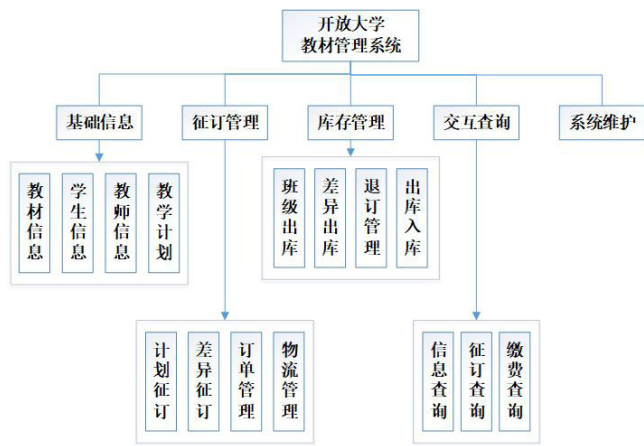 开放大学
教材管理系统
基础信息
征订管理
库存管理
交互查询
系统维护
教材信息
学生信息
教师信息
教学计划
班级出库
差异出库
退订管理
出库入库
计划征订
差异征订
订单管理
物流管理
信息查询
征订查询
缴费查询